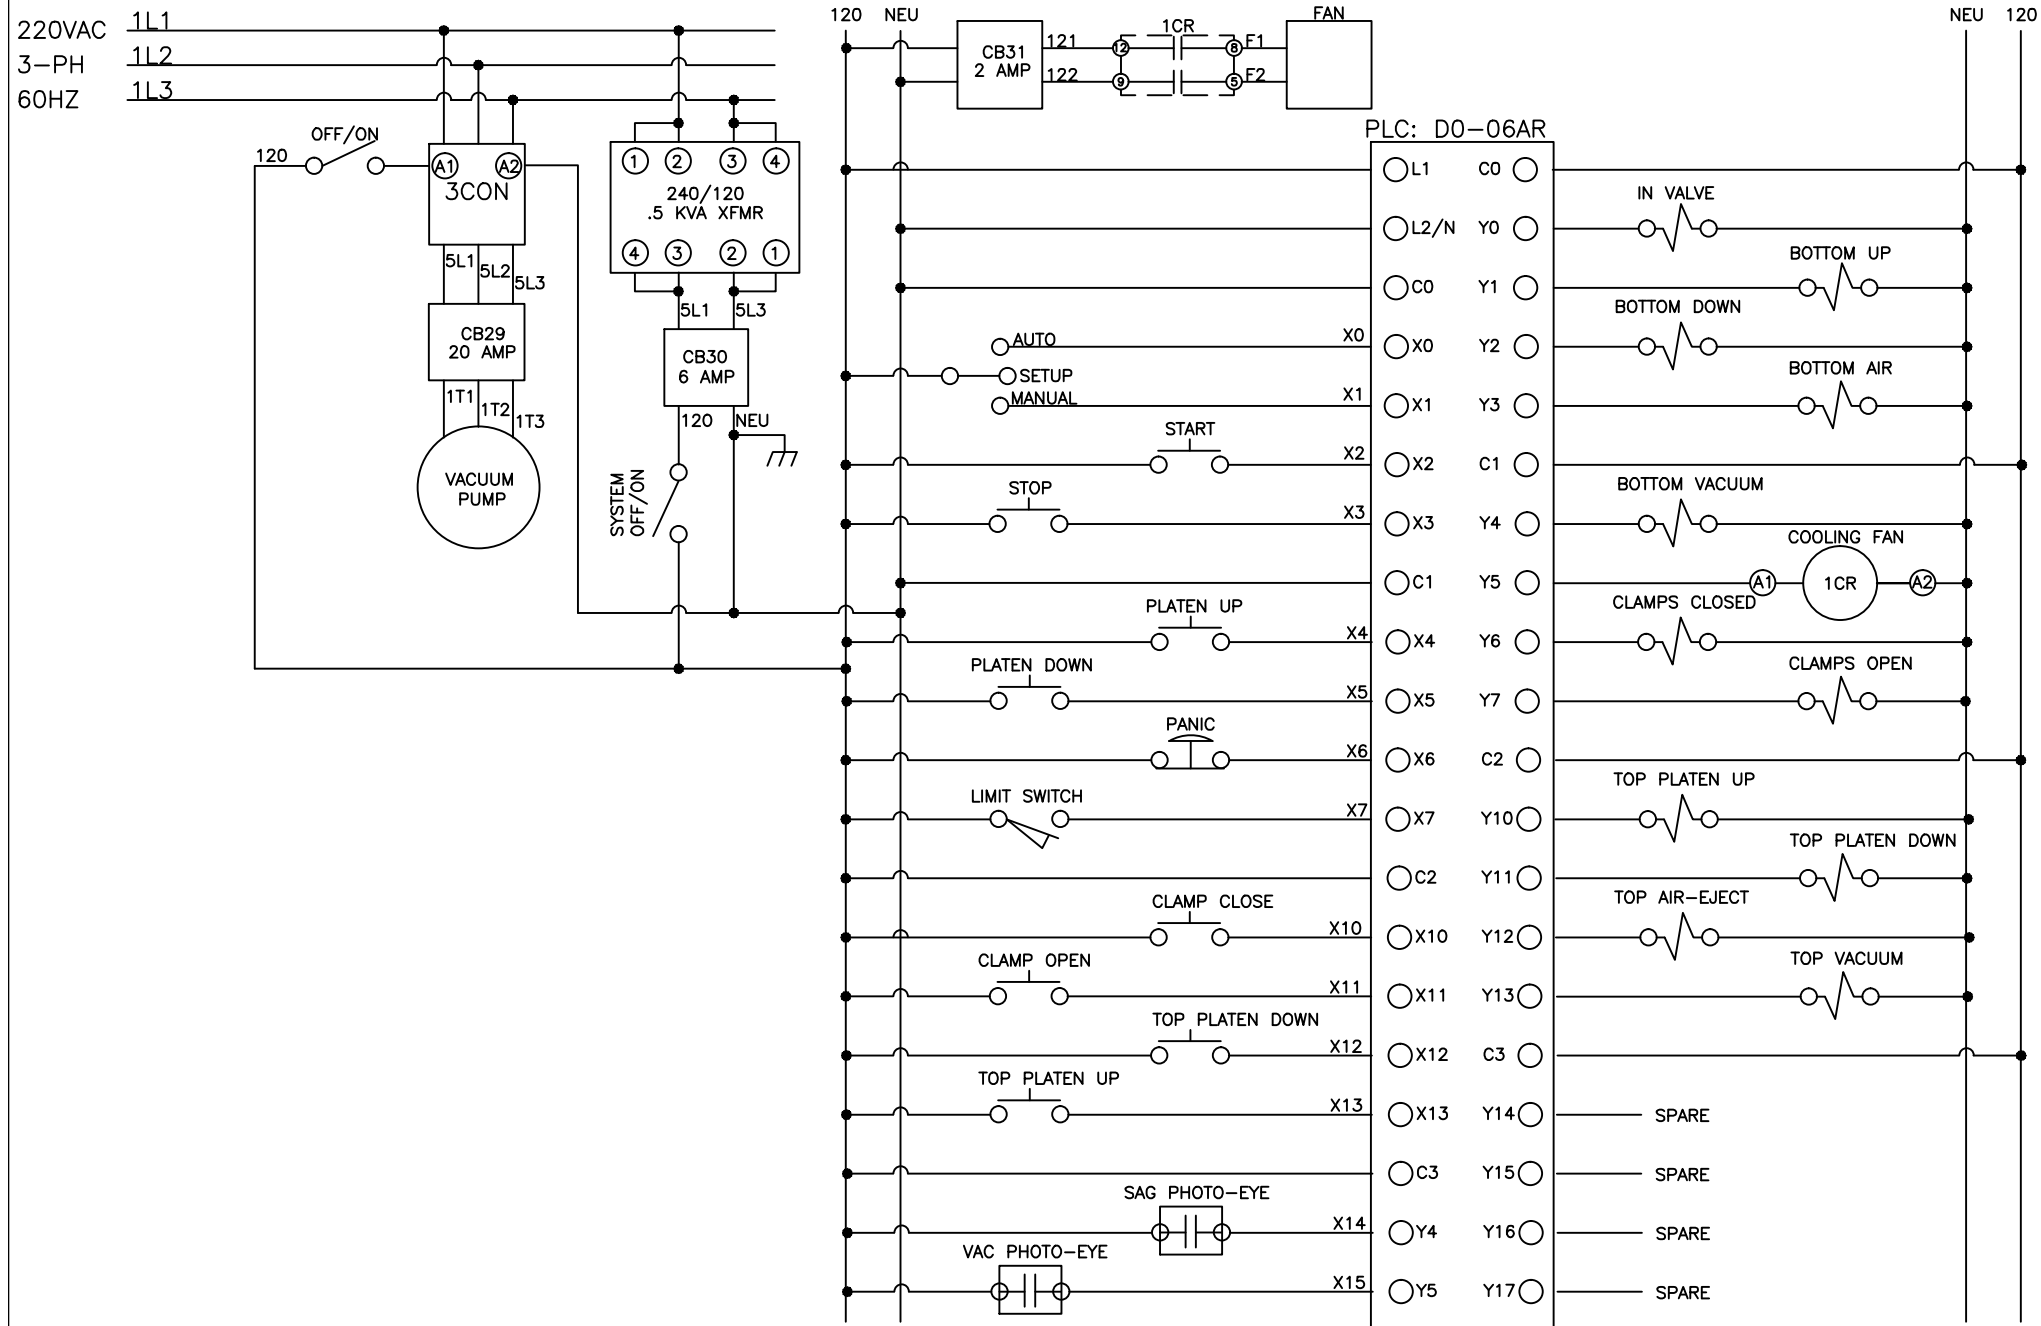 220VAC 1L1
3-PH 1L2
60HZ 1L3
OFF/ON
120
A1 A2
3CON
5L1
5L2
5L3
CB29
20 AMP
1T1
1T2
1T3
VACUUM
PUMP
1 2 3 4
240/120
.5 KVA XFMR
4 3 2 1
5L1 5L3
CB30
6 AMP
120 NEU
SYSTEM
OFF/ON
120 NEU
CB31
2 AMP
121
122
1CR
12 8
9 5
F1
F2
FAN
NEU 120
PLC: D0-06AR
L1 C0
IN VALVE
L2/N Y0
BOTTOM UP
C0 Y1
BOTTOM DOWN
AUTO X0 X0 Y2
SETUP
BOTTOM AIR
MANUAL X1 X1 Y3
START
X2 X2 C1
STOP
BOTTOM VACUUM
X3 X3 Y4
COOLING FAN
C1 Y5 A1 1CR A2
PLATEN UP
CLAMPS CLOSED
X4 X4 Y6
PLATEN DOWN
CLAMPS OPEN
X5 X5 Y7
PANIC
X6 X6 C2
LIMIT SWITCH
TOP PLATEN UP
X7 X7 Y10
TOP PLATEN DOWN
C2 Y11
CLAMP CLOSE
TOP AIR-EJECT
X10 X10 Y12
CLAMP OPEN
TOP VACUUM
X11 X11 Y13
TOP PLATEN DOWN
X12 X12 C3
TOP PLATEN UP
X13 X13 Y14 SPARE
C3 Y15 SPARE
SAG PHOTO-EYE
X14 Y4 Y16 SPARE
VAC PHOTO-EYE
X15 Y5 Y17 SPARE